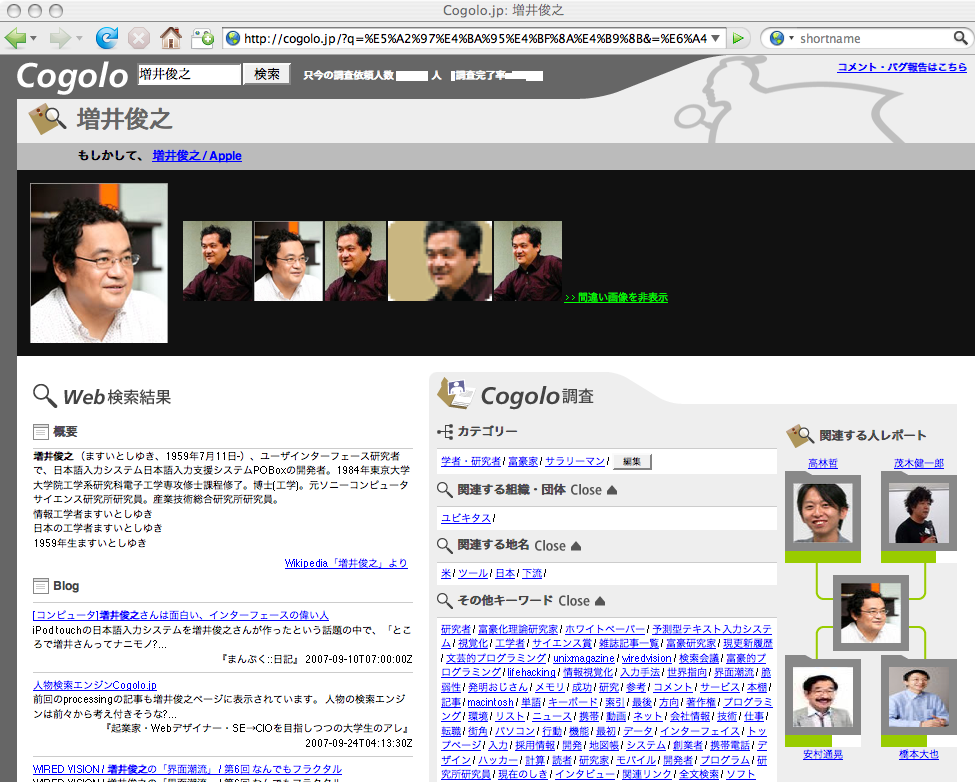 Cogolo.jp: 増井俊之
http://cogolo.jp/?q=%E5%A2%97%E4%BA%95%E4%BF%8A%E4%B9%8B&=%E6%A4
shortname
Cogolo
増井俊之
検索
只今の調査依頼人数
人
調査完了率
コメント・バグ報告はこちら
増井俊之
もしかして、 増井俊之 / Apple
>> 間違い画像を非表示
Web検索結果
概要
増井俊之（ますいとしゆき、1959年7月11日-）、ユーザインターフェース研究者
で、日本語入力システム日本語入力支援システムPOBoxの開発者。1984年東京大学
大学院工学系研究科電子工学専攻修士課程修了。博士(工学)。元ソニーコンピュータ
サイエンス研究所研究員。産業技術総合研究所研究員。
情報工学者ますいとしゆき
日本の工学者ますいとしゆき
1959年生ますいとしゆき
Wikipedia「増井俊之」より
Blog
[コンピュータ]増井俊之さんは面白い、インターフェースの偉い人
iPod touchの日本語入力システムを増井俊之さんが作ったという話題の中で、「とこ
ろで増井さんってナニモノ?...
『まんぷく::日記』 2007-09-10T07:00:00Z
人物検索エンジンCogolo.jp
前回のprocessingの記事も増井俊之ページに表示されています。 人物の検索エンジ
ンは前々から考え付きそうな?...
『起業家・Webデザイナー・SE→CIOを目指しつつの大学生のアレ』
2007-09-24T04:13:30Z
WIRED VISION / 増井俊之の「界面潮流」 / 第6回 なんでもフラクタル
WIRED VISION / 増井俊之の「界面潮流」 / 第6回 なんでもフラクタル
Cogolo調査
カテゴリー
学者・研究者 / 富豪家 / サラリーマン / 編集
関連する組織・団体 Close ▲
ユビキタス /
関連する地名 Close ▲
米 / ツール / 日本 / 下流 /
その他キーワード Close ▲
研究者 / 富豪化理論研究家 / ホワイトペーパー / 予測型テキスト入力システ
ム / 視覚化 / 工学者 / サイエンス賞 / 雑誌記事一覧 / 富豪研究家 / 現更新履歴
/ 文芸的プログラミング / unixmagazine / wiredvision / 検索会議 / 富豪的プ
ログラミング / lifehacking / 情報視覚化 / 入力手法 / 世界指向 / 界面潮流 / 脆
弱性 / 発明おじさん / メモリ / 成功 / 研究 / 参考 / コメント / サービス / 本棚 /
記事 / macintosh / 単語 / キーボード / 索引 / 最後 / 方向 / 著作権 / プログラミ
ング / 環境 / リスト / ニュース / 携帯 / 動画 / ネット / 会社情報 / 技術 / 仕事 /
転職 / 街角 / パソコン / 行動 / 機能 / 最初 / データ / インターフェイス / トッ
プページ / 入力 / 採用情報 / 開発 / 地図帳 / システム / 創業者 / 携帯電話 / デ
ザイン / ハッカー / 計算 / 読者 / 研究家 / モバイル / 開発者 / プログラム / 研
究所研究員 / 現在のしき / インタビュー / 関連リンク / 全文検索 / ソフト
関連する人レポート
高林哲
茂木健一郎
安村通晃
橋本大也